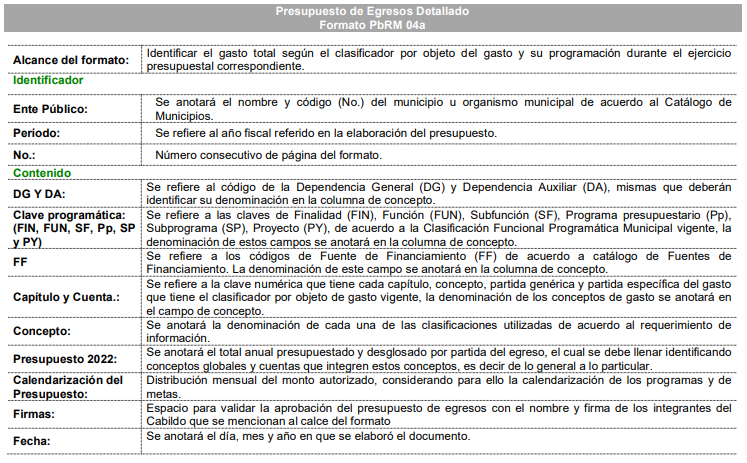 Presupuesto de Egresos Detallado
Formato PbRM 04a
Alcance del formato: Identificar el gasto total según el clasificador por objeto del gasto y su programación durante el ejercicio
presupuestal correspondiente.
Identificador
Ente Público: Se anotará el nombre y código (No.) del municipio u organismo municipal de acuerdo al Catálogo de
Municipios.
Período: Se refiere al año fiscal referido en la elaboración del presupuesto.
No.: Número consecutivo de página del formato.
Contenido
DG Y DA: Se refiere al código de la Dependencia General (DG) y Dependencia Auxiliar (DA), mismas que deberán
identificar su denominación en la columna de concepto.
Clave programática: (FIN, FUN, SF, Pp, SP y PY) Se refiere a las claves de Finalidad (FIN), Función (FUN), Subfunción (SF), Programa presupuestario (Pp),
Subprograma (SP), Proyecto (PY), de acuerdo a la Clasificación Funcional Programática Municipal vigente, la
denominación de estos campos se anotará en la columna de concepto.
FF Se refiere a los códigos de Fuente de Financiamiento (FF) de acuerdo a catálogo de Fuentes de
Financiamiento. La denominación de este campo se anotará en la columna de concepto.
Capítulo y Cuenta.: Se refiere a la clave numérica que tiene cada capítulo, concepto, partida genérica y partida específica del gasto
que tiene el clasificador por objeto de gasto vigente, la denominación de los conceptos de gasto se anotará en
el campo de concepto.
Concepto: Se anotará la denominación de cada una de las clasificaciones utilizadas de acuerdo al requerimiento de
información.
Presupuesto 2022: Se anotará el total anual presupuestado y desglosado por partida del egreso, el cual se debe llenar identificando
conceptos globales y cuentas que integren estos conceptos, es decir de lo general a lo particular.
Calendarización del Presupuesto: Distribución mensual del monto autorizado, considerando para ello la calendarización de los programas y de
metas.
Firmas: Espacio para validar la aprobación del presupuesto de egresos con el nombre y firma de los integrantes del
Cabildo que se mencionan al calce del formato
Fecha: Se anotará el día, mes y año en que se elaboró el documento.